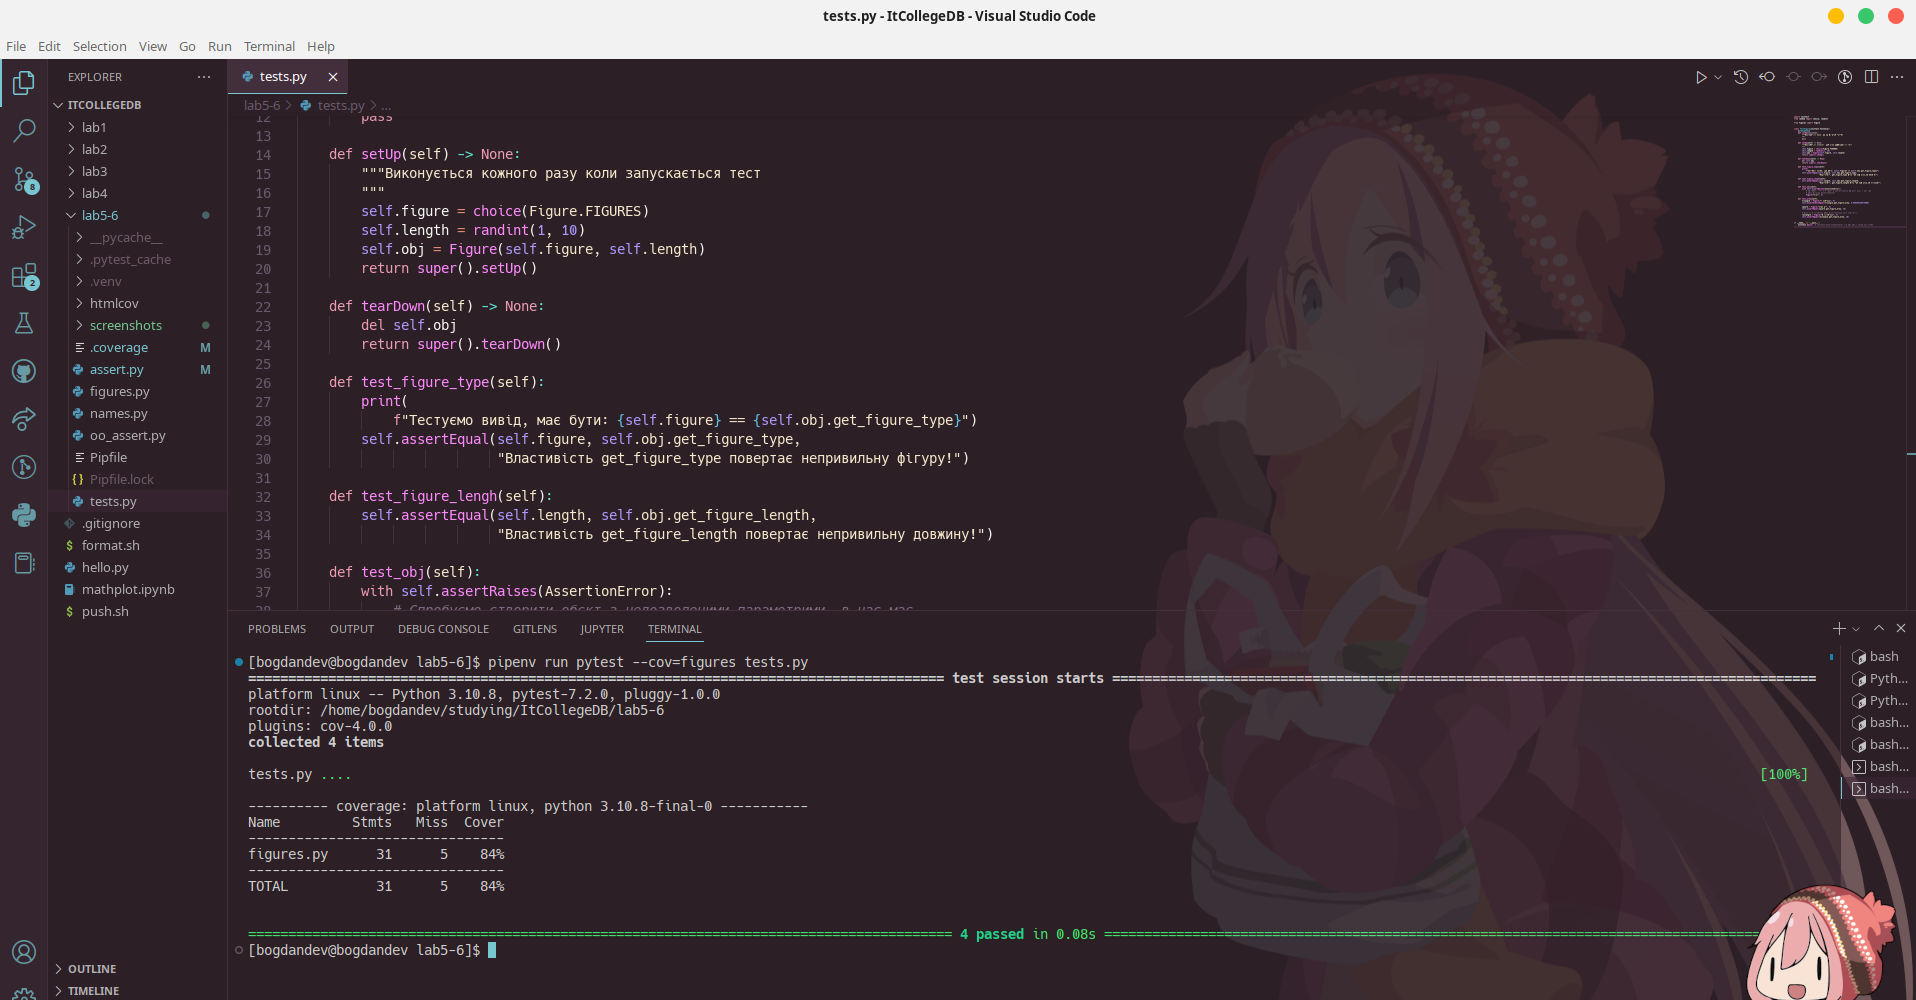 tests.py - ItCollegeDB - Visual Studio Code
File Edit Selection View Go Run Terminal Help
EXPLORER
ITCOLLEGEDB
lab1
lab2
lab3
lab4
lab5-6
__pycache__
.pytest_cache
.venv
htmlcov
screenshots
.coverage M
assert.py M
figures.py
names.py
oo_assert.py
Pipfile
Pipfile.lock
tests.py
.gitignore
format.sh
hello.py
mathplot.ipynb
push.sh
OUTLINE
TIMELINE
8
2
tests.py
lab5-6 > tests.py > ...
12 pass
13
14 def setUp(self) -> None:
15 """Виконується кожного разу коли запускається тест
16 """
17 self.figure = choice(Figure.FIGURES)
18 self.length = randint(1, 10)
19 self.obj = Figure(self.figure, self.length)
20 return super().setUp()
21
22 def tearDown(self) -> None:
23 del self.obj
24 return super().tearDown()
25
26 def test_figure_type(self):
27 print(
28 f"Тестуємо вивід, має бути: {self.figure} == {self.obj.get_figure_type}")
29 self.assertEqual(self.figure, self.obj.get_figure_type,
30 "Властивість get_figure_type повертає непривильну фігуру!")
31
32 def test_figure_lengh(self):
33 self.assertEqual(self.length, self.obj.get_figure_length,
34 "Властивість get_figure_length повертає непривильну довжину!")
35
36 def test_obj(self):
37 with self.assertRaises(AssertionError):
PROBLEMS OUTPUT DEBUG CONSOLE GITLENS JUPYTER TERMINAL
[bogdandev@bogdandev lab5-6]$ pipenv run pytest --cov=figures tests.py
test session starts
platform linux -- Python 3.10.8, pytest-7.2.0, pluggy-1.0.0
rootdir: /home/bogdandev/studying/ItCollegeDB/lab5-6
plugins: cov-4.0.0
collected 4 items
tests.py .... [100%]
---------- coverage: platform linux, python 3.10.8-final-0 -----------
Name Stmts Miss Cover
--------------------------------
figures.py 31 5 84%
--------------------------------
TOTAL 31 5 84%
4 passed in 0.08s
[bogdandev@bogdandev lab5-6]$
bash
Pyth...
Pyth...
bash...
bash...
bash...
bash...